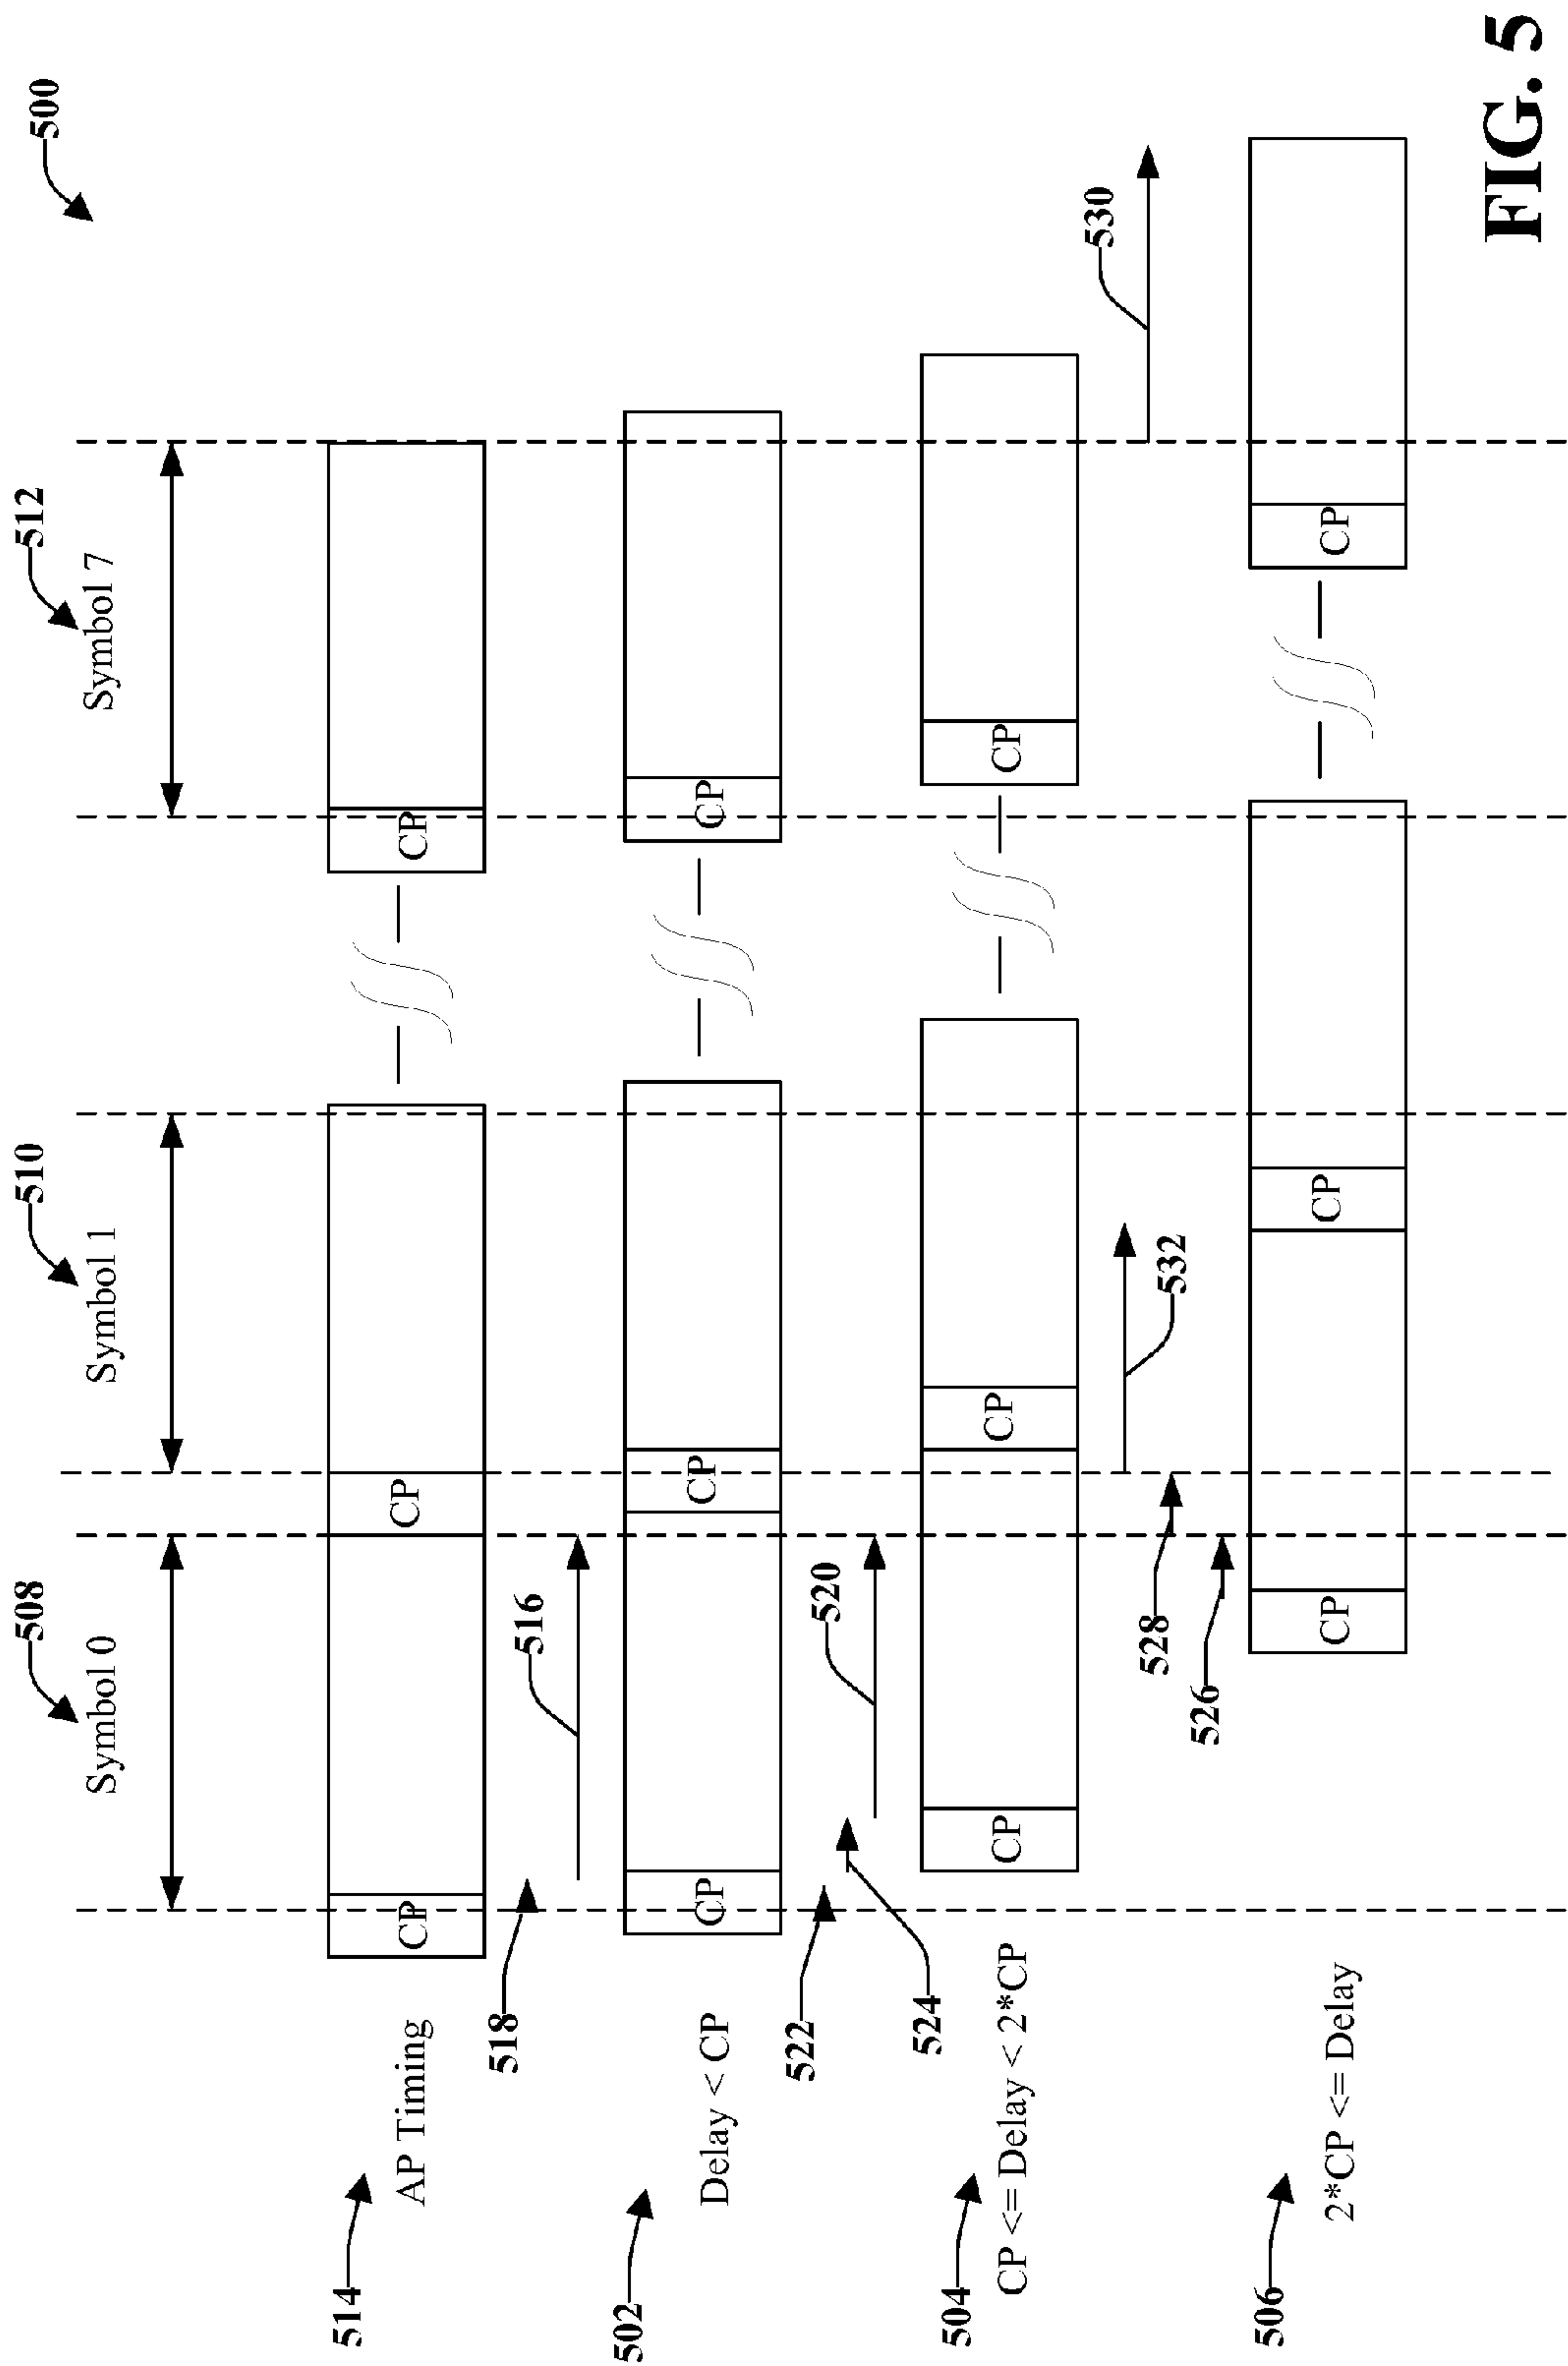 500
508
510
512
Symbol 0
Symbol 1
Symbol 7
514
AP Timing
CP
CP
CP
518
516
502
Delay < CP
CP
CP
CP
522
524
520
504
CP <= Delay < 2*CP
CP
CP
CP
528
526
532
530
506
2*CP <= Delay
CP
CP
CP
FIG. 5